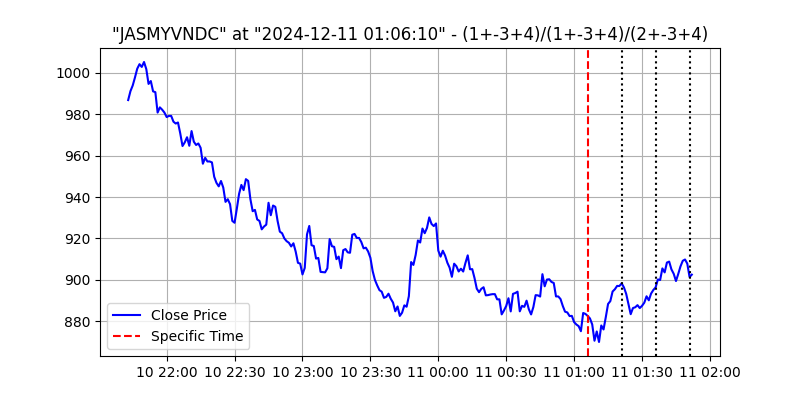 "JASMYVNDC" at "2024-12-11 01:06:10" - (1+-3+4)/(1+-3+4)/(2+-3+4)
1000
980
960
940
920
900
880
Close Price
Specific Time
10 22:00 10 22:30 10 23:00 10 23:30 11 00:00 11 00:30 11 01:00 11 01:30 11 02:00